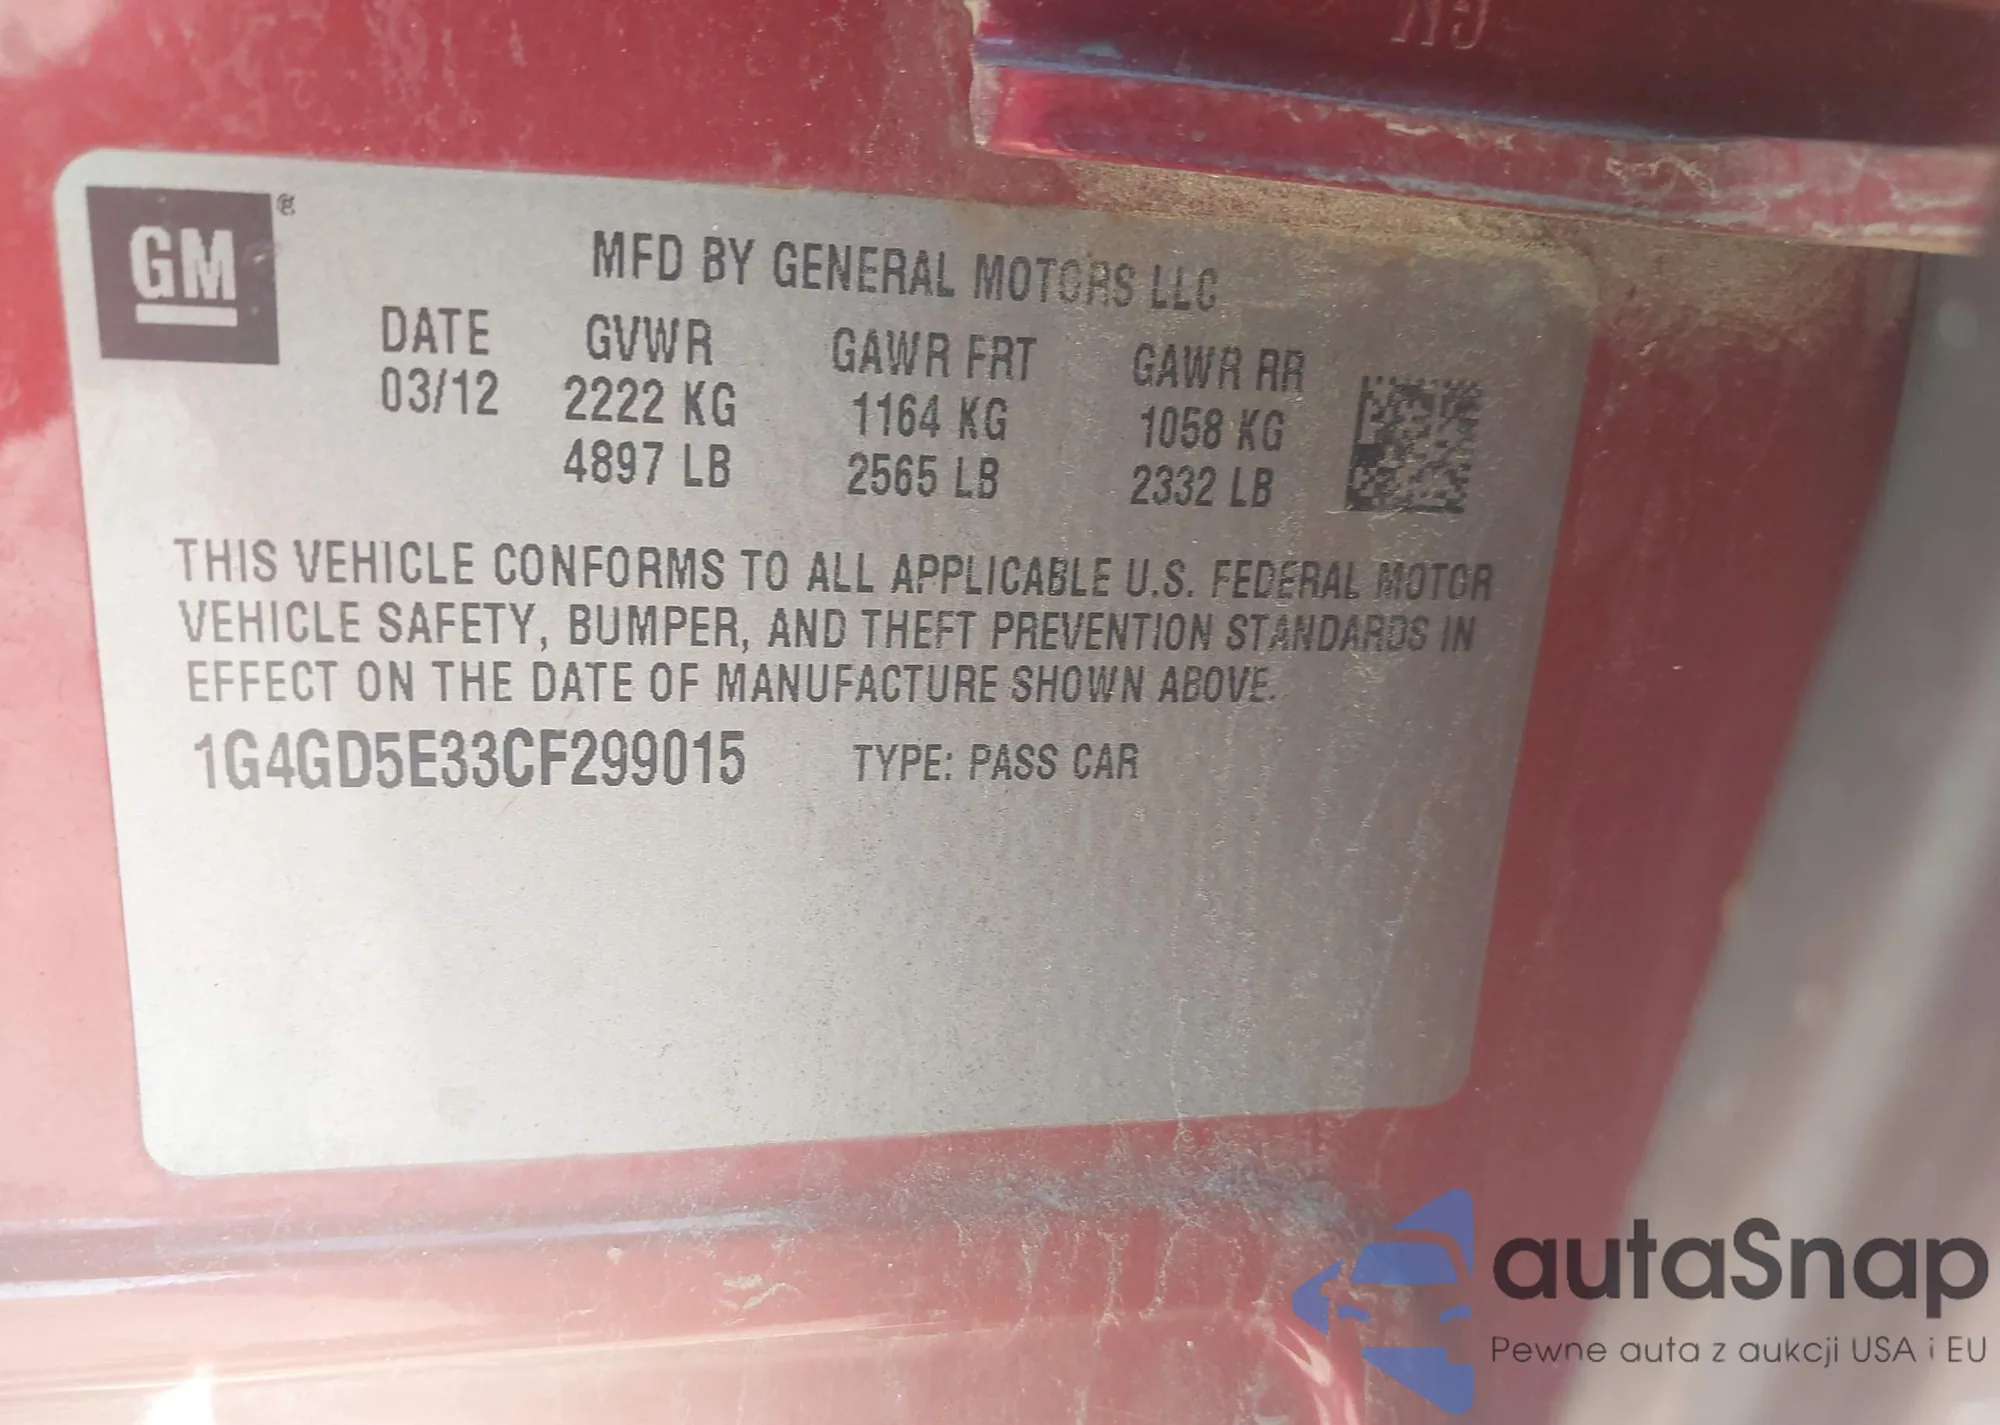 GM
GM ®
MFD BY GENERAL MOTORS LLC
DATE GVWR GAWR FRT GAWR RR
03/12 2222 KG 1164 KG 1058 KG
4897 LB 2565 LB 2332 LB
THIS VEHICLE CONFORMS TO ALL APPLICABLE U.S. FEDERAL MOTOR
VEHICLE SAFETY, BUMPER, AND THEFT PREVENTION STANDARDS IN
EFFECT ON THE DATE OF MANUFACTURE SHOWN ABOVE.
1G4GD5E33CF299015 TYPE: PASS CAR
autaSnap
Pewne auta z aukcji USA i EU